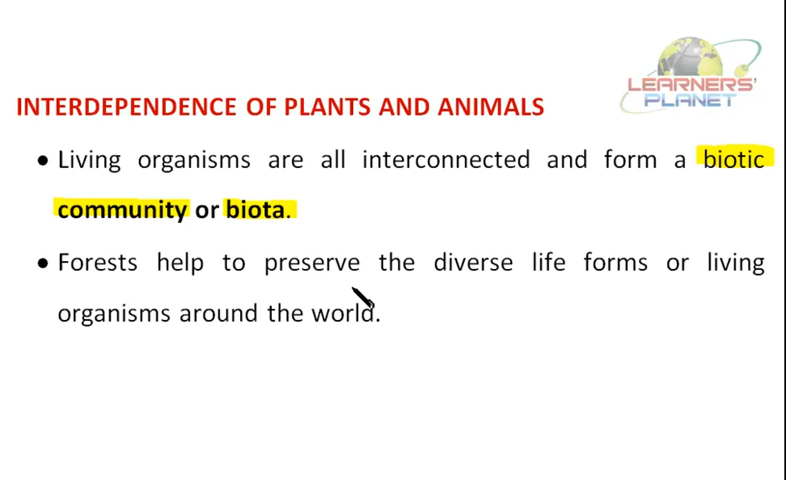 LEARNERS'
PLANET
INTERDEPENDENCE OF PLANTS AND ANIMALS
• Living organisms are all interconnected and form a biotic
community or biota.
• Forests help to preserve the diverse life forms or living
organisms around the world.